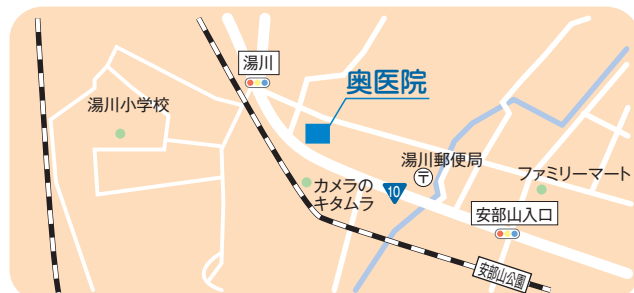 湯川
奥医院
湯川小学校
湯川郵便局
〒
ファミリーマート
カメラの
キタムラ
10
安部山入口
安部山公園